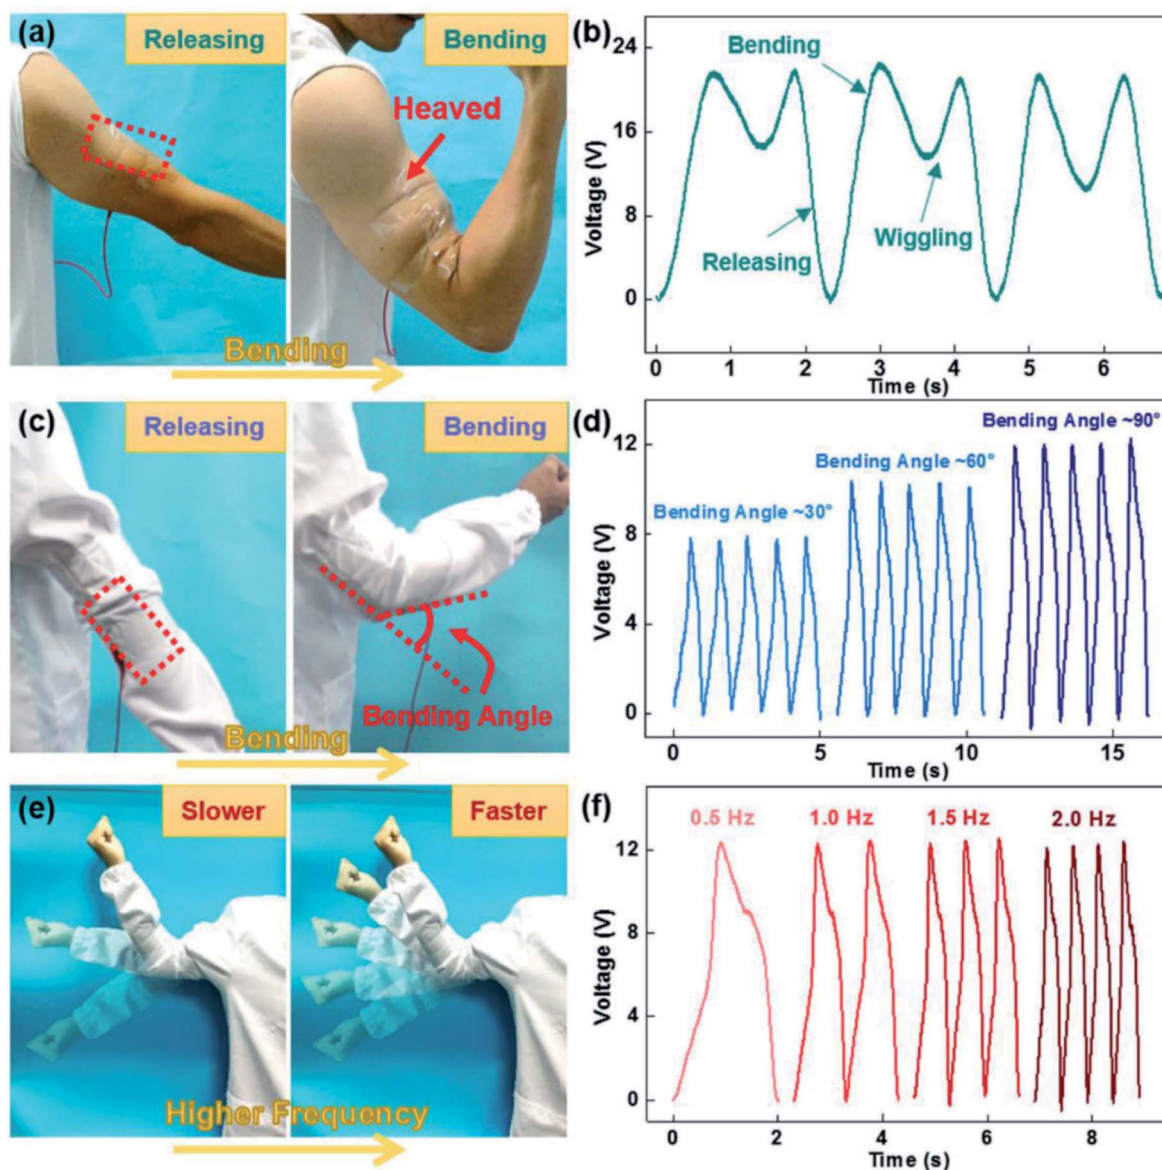 (a)
Releasing
Bending
Heaved
Bending
(b)
Voltage (V)
24
16
8
0
Bending
Releasing
Wiggling
0 1 2 3 4 5 6
Time (s)
(c)
Releasing
Bending
Bending Angle
Bending
(d)
Voltage (V)
12
8
4
0
Bending Angle ~30°
Bending Angle ~60°
Bending Angle ~90°
0 5 10 15
Time (s)
(e)
Slower
Faster
Higher Frequency
(f)
Voltage (V)
12
8
4
0
0.5 Hz 1.0 Hz 1.5 Hz 2.0 Hz
0 2 4 6 8
Time (s)